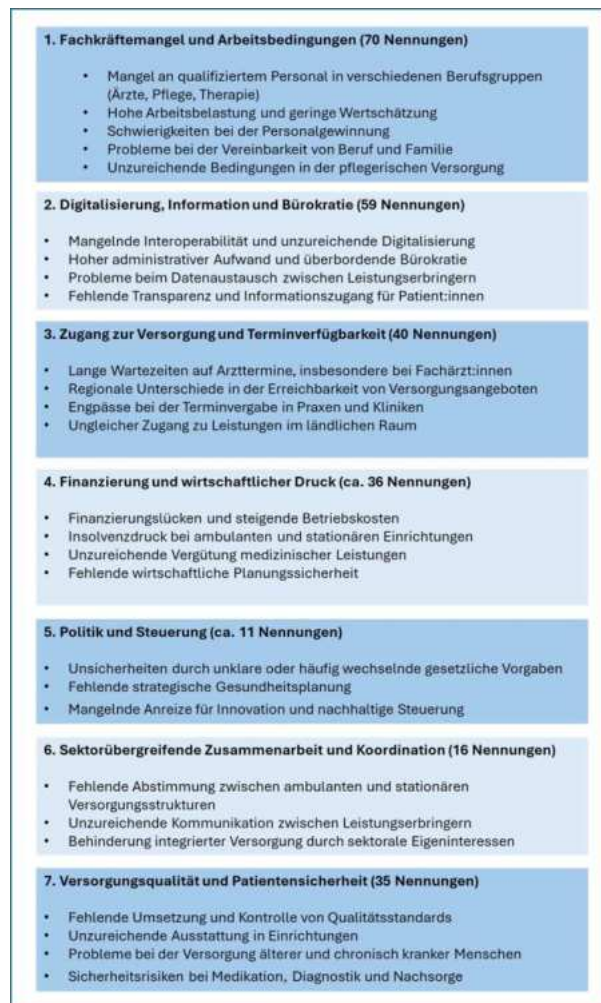 1. Fachkräftemangel und Arbeitsbedingungen (70 Nennungen)
• Mangel an qualifiziertem Personal in verschiedenen Berufsgruppen
(Ärzte, Pflege, Therapie)
• Hohe Arbeitsbelastung und geringe Wertschätzung
• Schwierigkeiten bei der Personalgewinnung
• Probleme bei der Vereinbarkeit von Beruf und Familie
• Unzureichende Bedingungen in der pflegerischen Versorgung
2. Digitalisierung, Information und Bürokratie (59 Nennungen)
• Mangelnde Interoperabilität und unzureichende Digitalisierung
• Hoher administrativer Aufwand und überbordende Bürokratie
• Probleme beim Datenaustausch zwischen Leistungserbringern
• Fehlende Transparenz und Informationszugang für Patient:innen
3. Zugang zur Versorgung und Terminverfügbarkeit (40 Nennungen)
• Lange Wartezeiten auf Arzttermine, insbesondere bei Fachärzt:innen
• Regionale Unterschiede in der Erreichbarkeit von Versorgungsangeboten
• Engpässe bei der Terminvergabe in Praxen und Kliniken
• Ungleicher Zugang zu Leistungen im ländlichen Raum
4. Finanzierung und wirtschaftlicher Druck (ca. 36 Nennungen)
• Finanzierungslücken und steigende Betriebskosten
• Insolvenzdruck bei ambulanten und stationären Einrichtungen
• Unzureichende Vergütung medizinischer Leistungen
• Fehlende wirtschaftliche Planungssicherheit
5. Politik und Steuerung (ca. 11 Nennungen)
• Unsicherheiten durch unklare oder häufig wechselnde gesetzliche Vorgaben
• Fehlende strategische Gesundheitsplanung
• Mangelnde Anreize für Innovation und nachhaltige Steuerung
6. Sektorübergreifende Zusammenarbeit und Koordination (16 Nennungen)
• Fehlende Abstimmung zwischen ambulanten und stationären
Versorgungsstrukturen
• Unzureichende Kommunikation zwischen Leistungserbringern
• Behinderung integrierter Versorgung durch sektorale Eigeninteressen
7. Versorgungsqualität und Patientensicherheit (35 Nennungen)
• Fehlende Umsetzung und Kontrolle von Qualitätsstandards
• Unzureichende Ausstattung in Einrichtungen
• Probleme bei der Versorgung älterer und chronisch kranker Menschen
• Sicherheitsrisiken bei Medikation, Diagnostik und Nachsorge